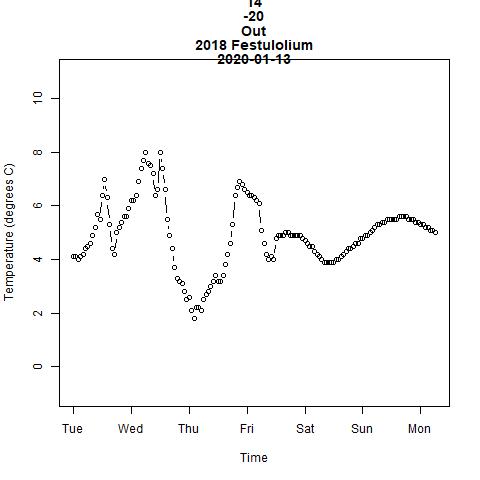 14
-20
Out
2018 Festulolium
2020-01-13
Temperature (degrees C)
10
8
6
4
2
0
Tue Wed Thu Fri Sat Sun Mon
Time